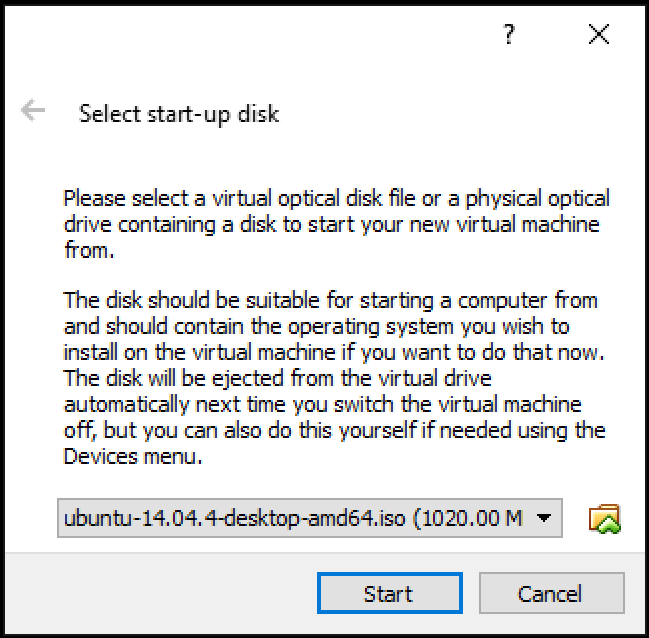 ?
Select start-up disk
Please select a virtual optical disk file or a physical optical
drive containing a disk to start your new virtual machine
from.
The disk should be suitable for starting a computer from
and should contain the operating system you wish to
install on the virtual machine if you want to do that now.
The disk will be ejected from the virtual drive
automatically next time you switch the virtual machine
off, but you can also do this yourself if needed using the
Devices menu.
ubuntu-14.04.4-desktop-amd64.iso (1020.00 M
Start Cancel